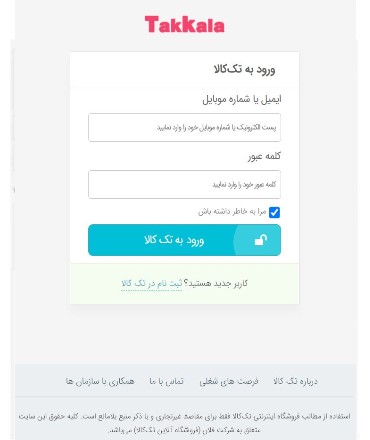 Takkala
ورود به تک‌کالا
ایمیل یا شماره موبایل
پست الکترونیک یا شماره موبایل خود را وارد نمایید
کلمه عبور
کلمه عبور خود را وارد نمایید
مرا به خاطر داشته باش
ورود به تک کالا
کاربر جدید هستید؟ ثبت نام در تک کالا
درباره تک کالا فرصت های شغلی تماس با ما همکاری با سازمان ها
استفاده از مطالب فروشگاه اینترنتی تک‌کالا فقط برای مقاصد غیرتجاری و با ذکر منبع بلامانع است. کلیه حقوق این سایت
متعلق به شرکت فلان (فروشگاه آنلاین تک‌کالا) می‌باشد.